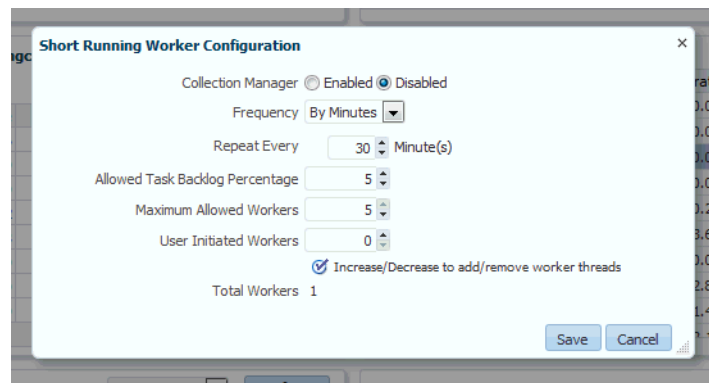 Short Running Worker Configuration
Collection Manager Enabled Disabled
Frequency By Minutes
Repeat Every 30 Minute(s)
Allowed Task Backlog Percentage 5
Maximum Allowed Workers 5
User Initiated Workers 0
Increase/Decrease to add/remove worker threads
Total Workers 1
Save Cancel